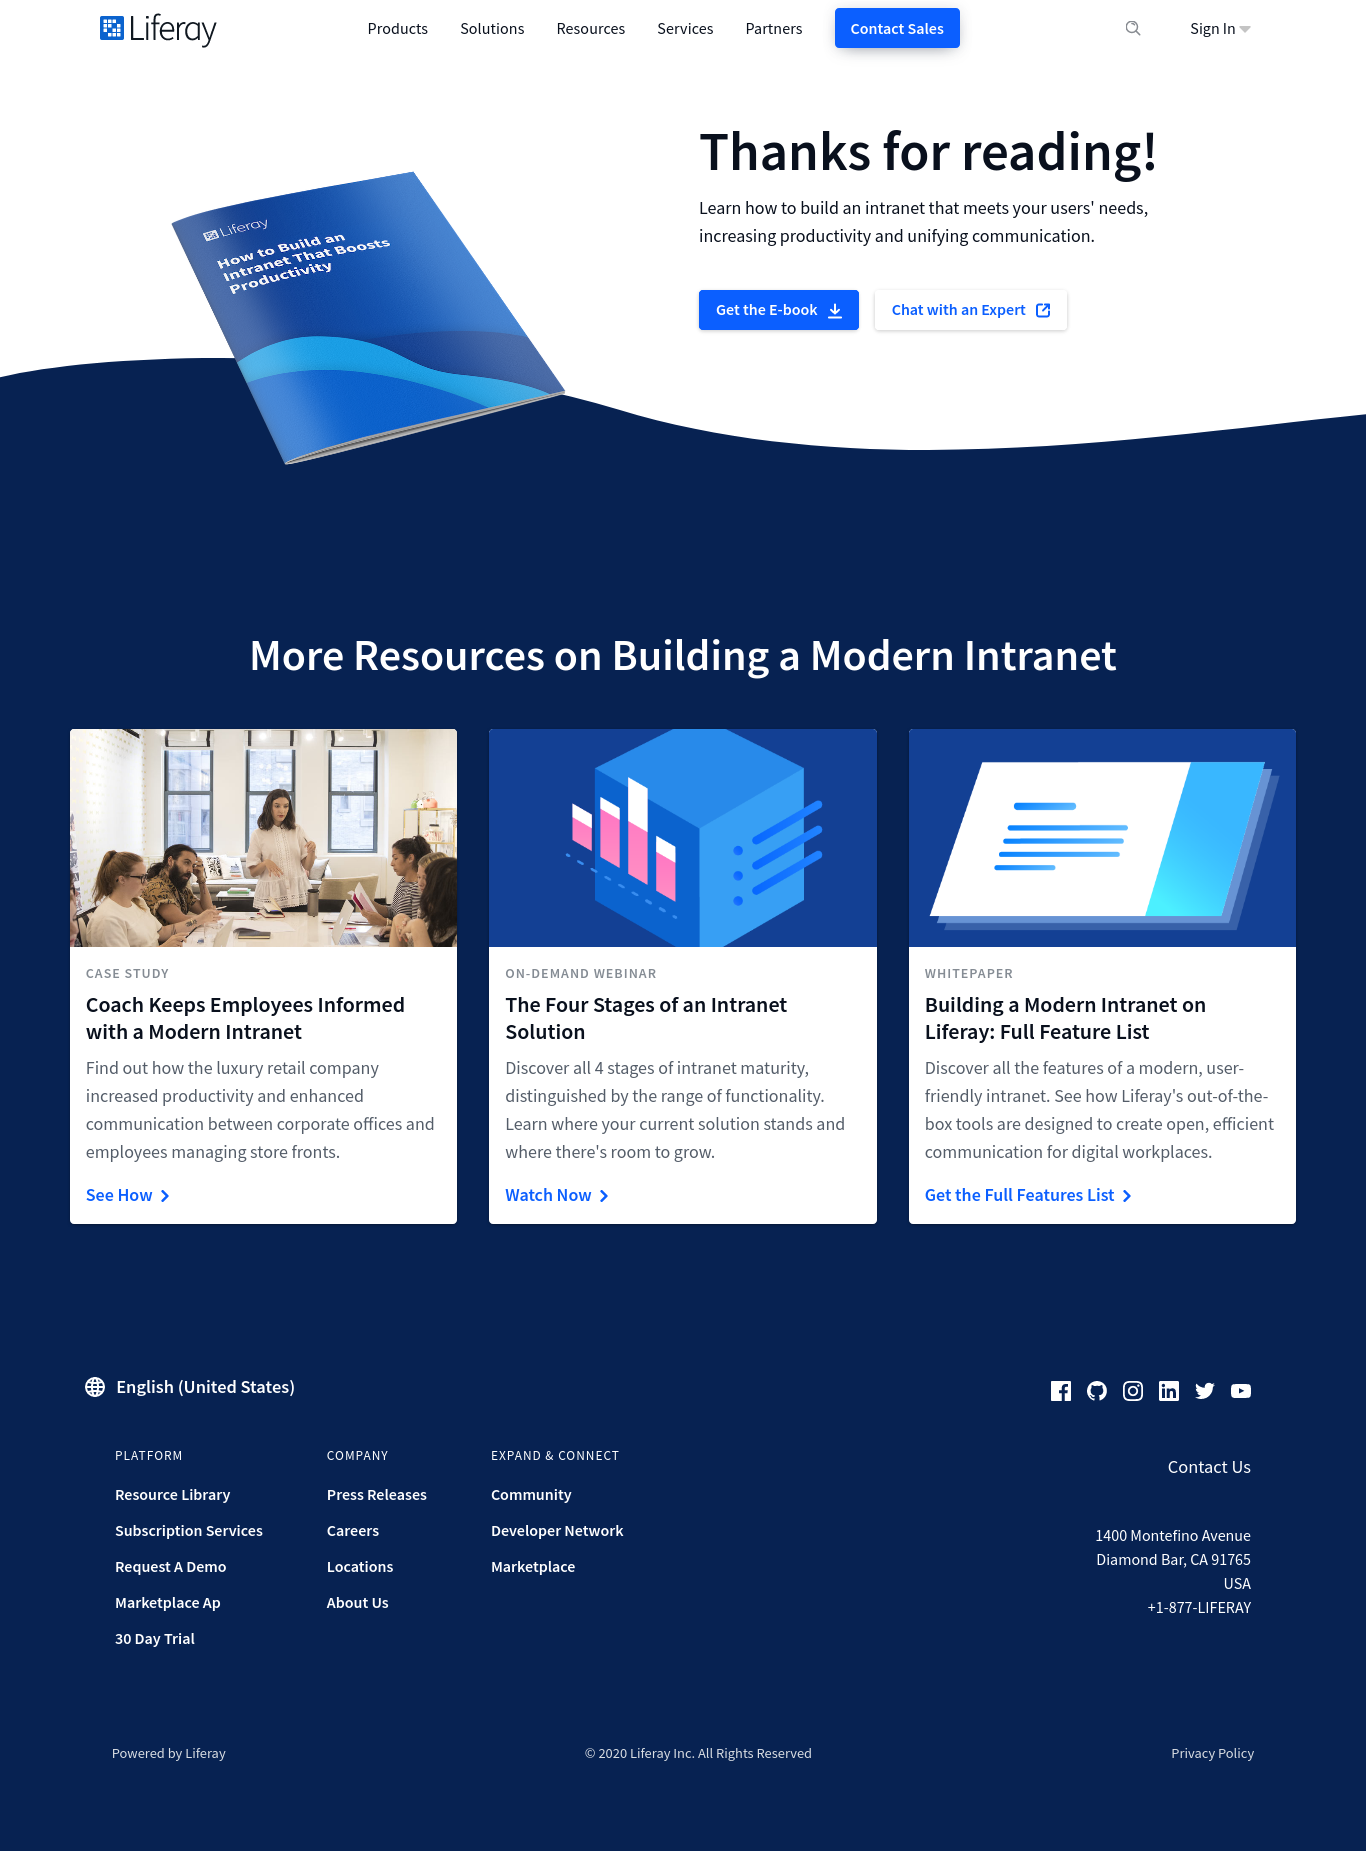 Liferay
Products
Solutions
Resources
Services
Partners
Contact Sales
Sign In
Liferay
How to Build an
Intranet That Boosts
Productivity
Thanks for reading!
Learn how to build an intranet that meets your users' needs,
increasing productivity and unifying communication.
Get the E-book
Chat with an Expert
More Resources on Building a Modern Intranet
CASE STUDY
Coach Keeps Employees Informed
with a Modern Intranet
Find out how the luxury retail company
increased productivity and enhanced
communication between corporate offices and
employees managing store fronts.
See How
ON-DEMAND WEBINAR
The Four Stages of an Intranet
Solution
Discover all 4 stages of intranet maturity,
distinguished by the range of functionality.
Learn where your current solution stands and
where there's room to grow.
Watch Now
WHITEPAPER
Building a Modern Intranet on
Liferay: Full Feature List
Discover all the features of a modern, user-
friendly intranet. See how Liferay's out-of-the-
box tools are designed to create open, efficient
communication for digital workplaces.
Get the Full Features List
English (United States)
PLATFORM
Resource Library
Subscription Services
Request A Demo
Marketplace Ap
30 Day Trial
COMPANY
Press Releases
Careers
Locations
About Us
EXPAND & CONNECT
Community
Developer Network
Marketplace
Contact Us
1400 Montefino Avenue
Diamond Bar, CA 91765
USA
+1-877-LIFERAY
Powered by Liferay
© 2020 Liferay Inc. All Rights Reserved
Privacy Policy